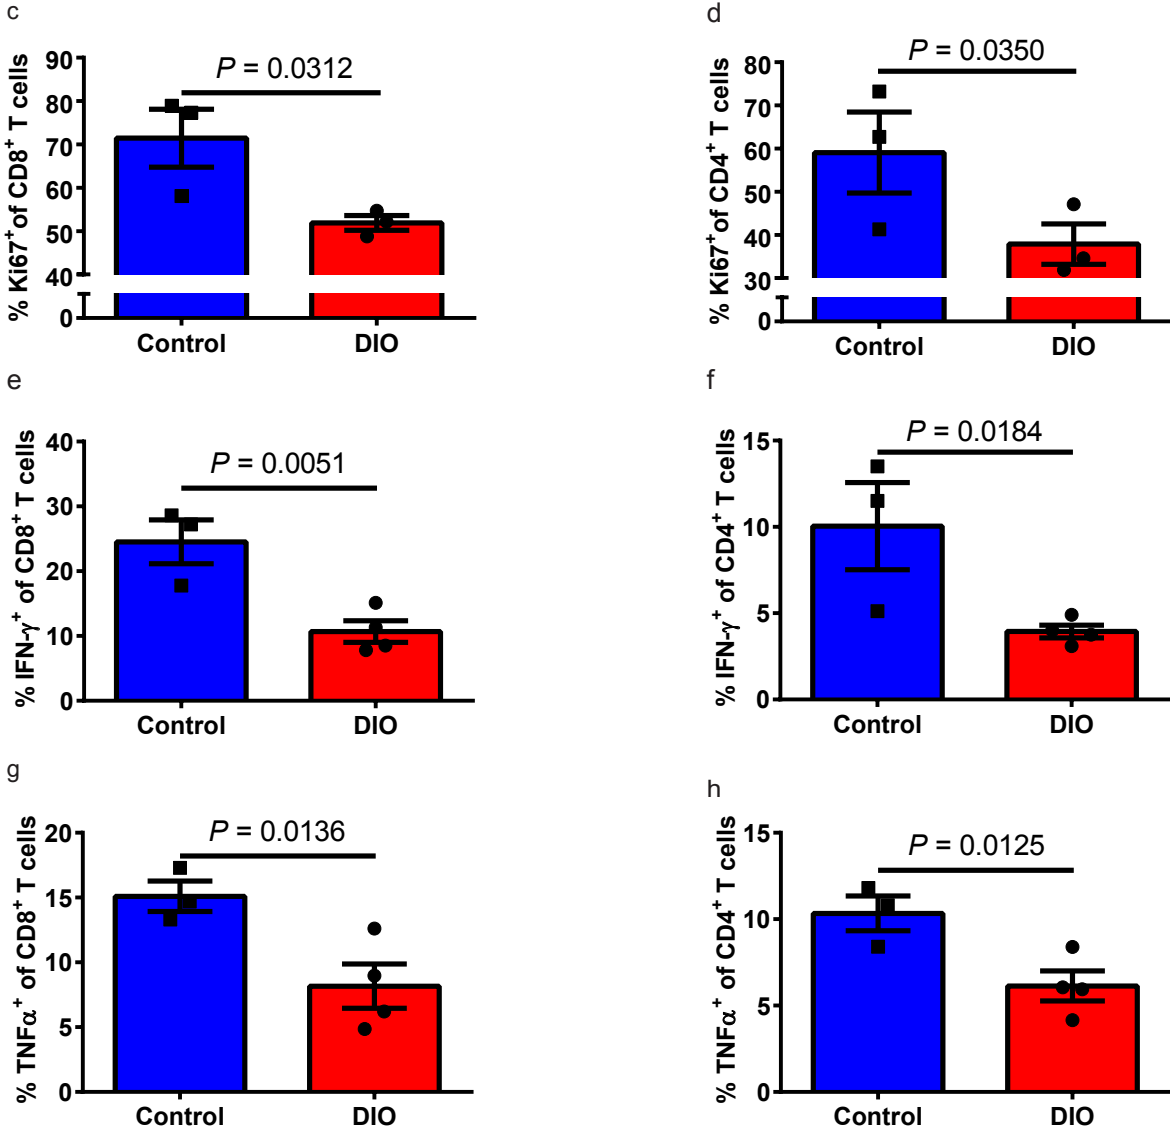 c
% Ki67⁺ of CD8⁺ T cells
90
80
70
60
50
40
0
P = 0.0312
Control
DIO
d
% Ki67⁺ of CD4⁺ T cells
80
70
60
50
40
30
0
P = 0.0350
Control
DIO
e
% IFN-γ⁺ of CD8⁺ T cells
40
30
20
10
0
P = 0.0051
Control
DIO
f
% IFN-γ⁺ of CD4⁺ T cells
15
10
5
0
P = 0.0184
Control
DIO
g
% TNFα⁺ of CD8⁺ T cells
20
15
10
5
0
P = 0.0136
Control
DIO
h
% TNFα⁺ of CD4⁺ T cells
15
10
5
0
P = 0.0125
Control
DIO